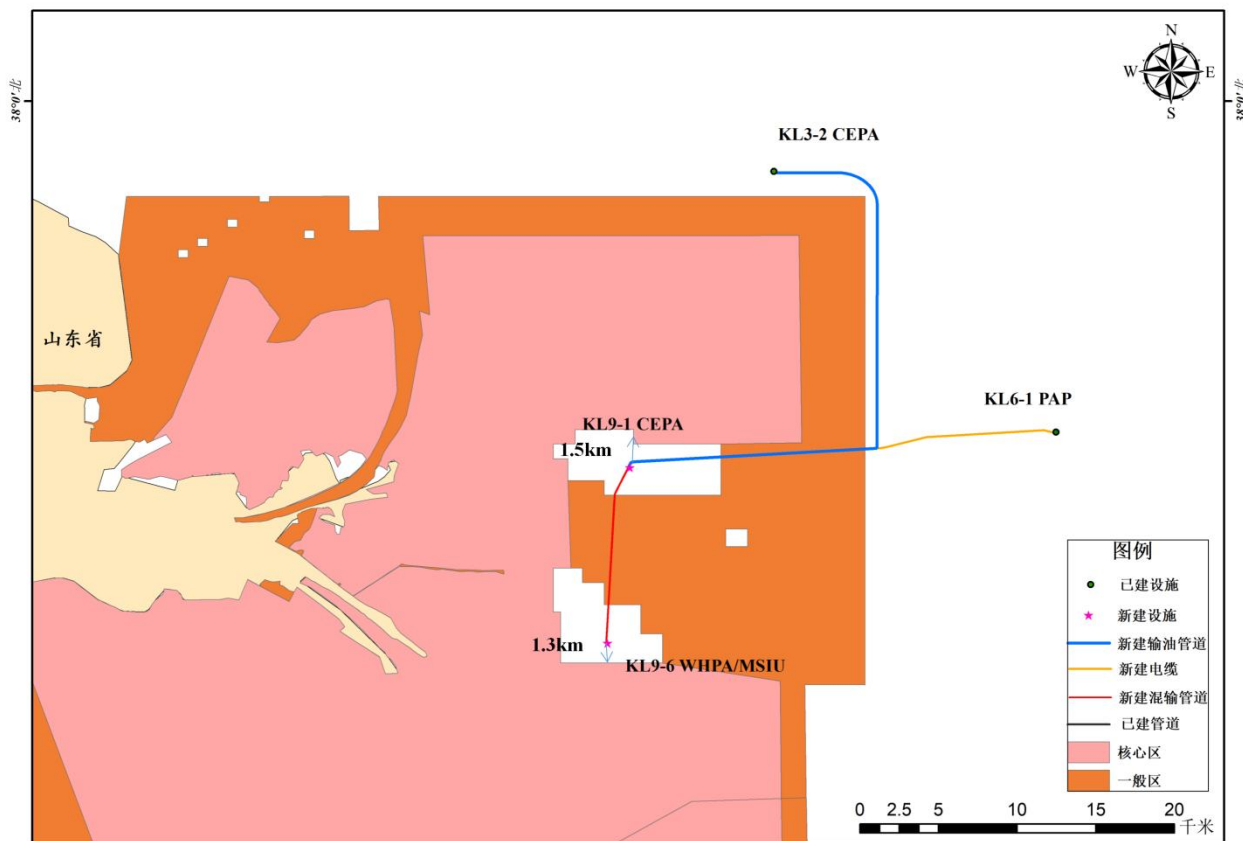 N
W E
S
38°0′北
38°0′北
KL3-2 CEPA
山东省
KL6-1 PAP
KL9-1 CEPA
1.5km
1.3km
KL9-6 WHPA/MSIU
图例
已建设施
新建设施
新建输油管道
新建电缆
新建混输管道
已建管道
核心区
一般区
0 2.5 5 10 15 20
千米